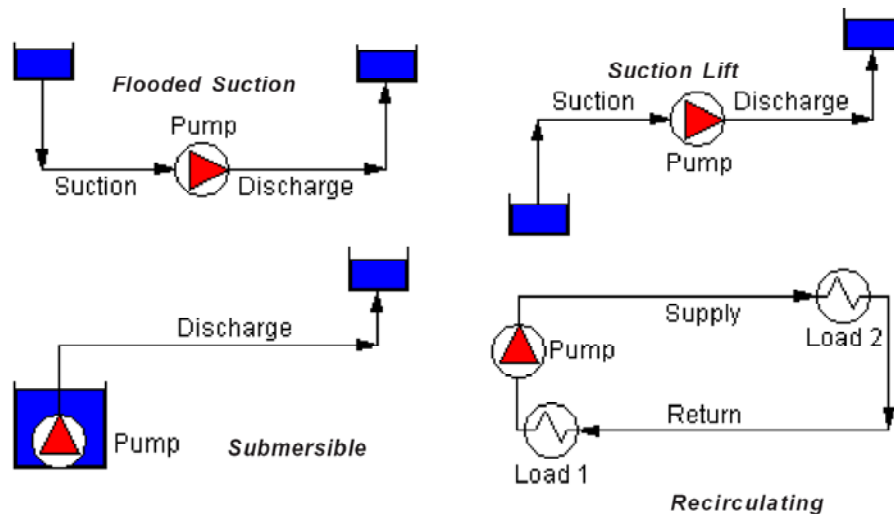 Flooded Suction
Pump
Suction
Discharge
Suction Lift
Suction
Discharge
Pump
Discharge
Pump
Submersible
Supply
Load 2
Pump
Return
Load 1
Recirculating